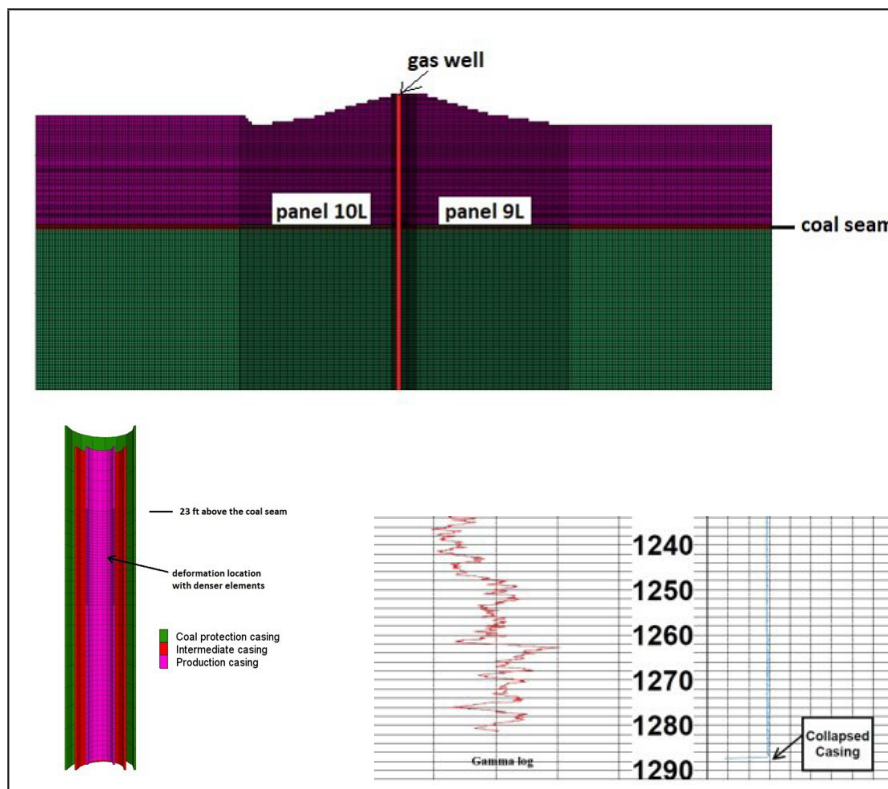 gas well
panel 10L
panel 9L
coal seam
23 ft above the coal seam
deformation location
with denser elements
Coal protection casing
Intermediate casing
Production casing
1240
1250
1260
1270
1280
1290
Gamma log
Collapsed
Casing